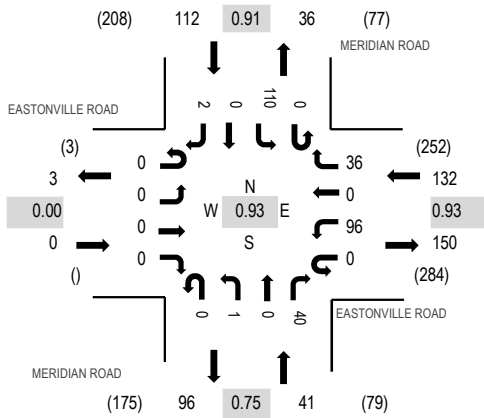 (208) 112 0.91 36 (77)
MERIDIAN ROAD
EASTONVILLE ROAD
2 0 110 0
(3) 0 36 (252)
3 0 0 132
0.00 0 W N 0.93 S E 96 0.93
0 0 0 150
() (284)
0 1 0 40
EASTONVILLE ROAD
MERIDIAN ROAD
(175) 96 0.75 41 (79)